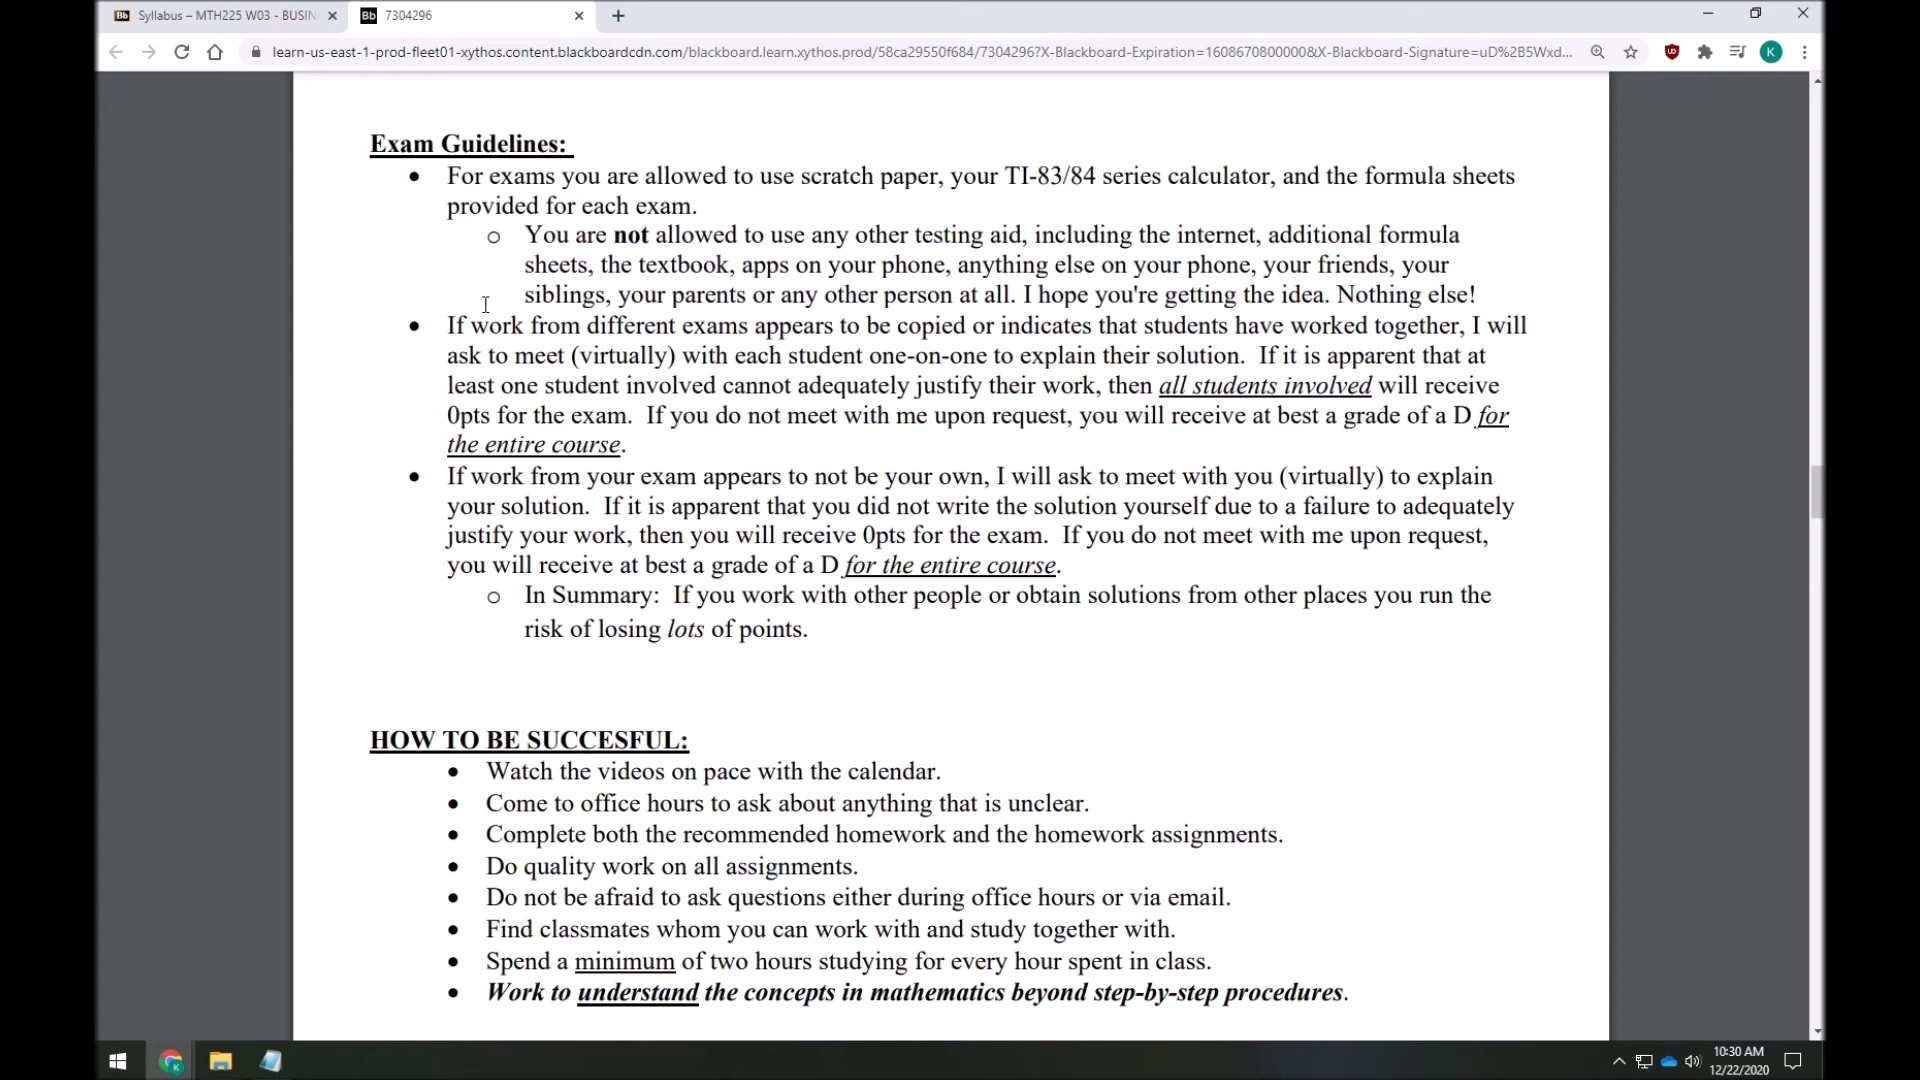 Syllabus – MTH225 W03 - BUSIN
7304296
learn-us-east-1-prod-fleet01-xythos.content.blackboardcdn.com/blackboard.learn.xythos.prod/58ca29550f684/7304296?X-Blackboard-Expiration=1608670800000&X-Blackboard-Signature=uD%2B5Wxd...
K
Exam Guidelines:
• For exams you are allowed to use scratch paper, your TI-83/84 series calculator, and the formula sheets
provided for each exam.
o You are not allowed to use any other testing aid, including the internet, additional formula
sheets, the textbook, apps on your phone, anything else on your phone, your friends, your
siblings, your parents or any other person at all. I hope you're getting the idea. Nothing else!
• If work from different exams appears to be copied or indicates that students have worked together, I will
ask to meet (virtually) with each student one-on-one to explain their solution. If it is apparent that at
least one student involved cannot adequately justify their work, then all students involved will receive
0pts for the exam. If you do not meet with me upon request, you will receive at best a grade of a D for
the entire course.
• If work from your exam appears to not be your own, I will ask to meet with you (virtually) to explain
your solution. If it is apparent that you did not write the solution yourself due to a failure to adequately
justify your work, then you will receive 0pts for the exam. If you do not meet with me upon request,
you will receive at best a grade of a D for the entire course.
o In Summary: If you work with other people or obtain solutions from other places you run the
risk of losing lots of points.
HOW TO BE SUCCESFUL:
• Watch the videos on pace with the calendar.
• Come to office hours to ask about anything that is unclear.
• Complete both the recommended homework and the homework assignments.
• Do quality work on all assignments.
• Do not be afraid to ask questions either during office hours or via email.
• Find classmates whom you can work with and study together with.
• Spend a minimum of two hours studying for every hour spent in class.
• Work to understand the concepts in mathematics beyond step-by-step procedures.
10:30 AM
12/22/2020